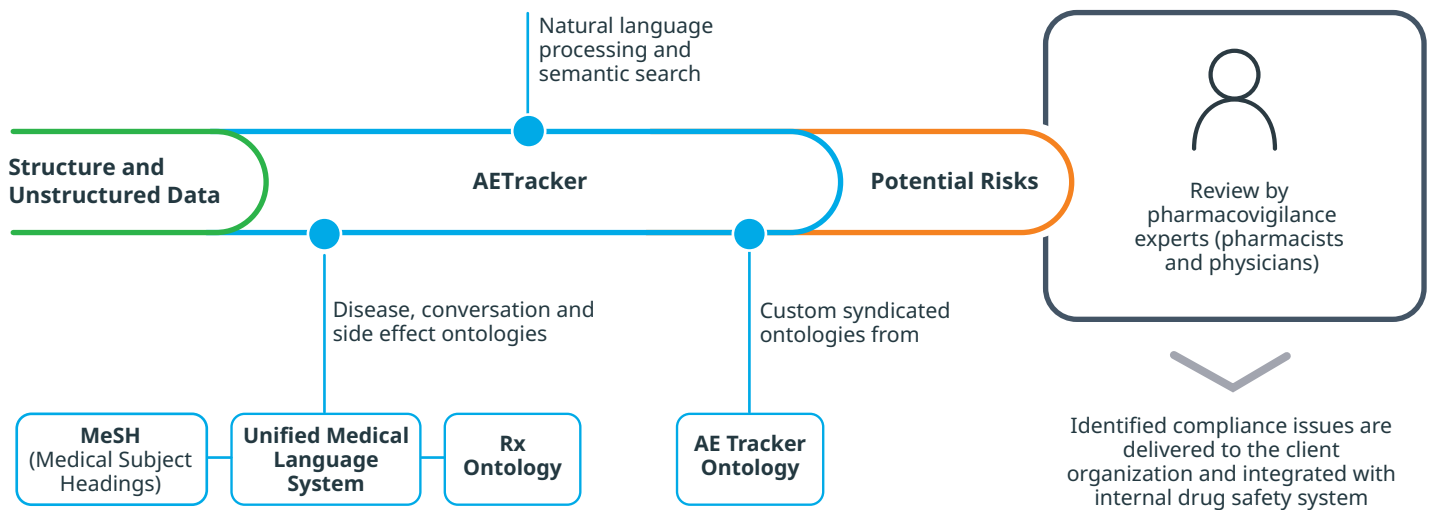 Natural language
processing and
semantic search
Structure and
Unstructured Data
AETracker
Potential Risks
Review by
pharmacovigilance
experts (pharmacists
and physicians)
Disease, conversation and
side effect ontologies
Custom syndicated
ontologies from
MeSH
(Medical Subject
Headings)
Unified Medical
Language
System
Rx
Ontology
AE Tracker
Ontology
Identified compliance issues are
delivered to the client
organization and integrated with
internal drug safety system